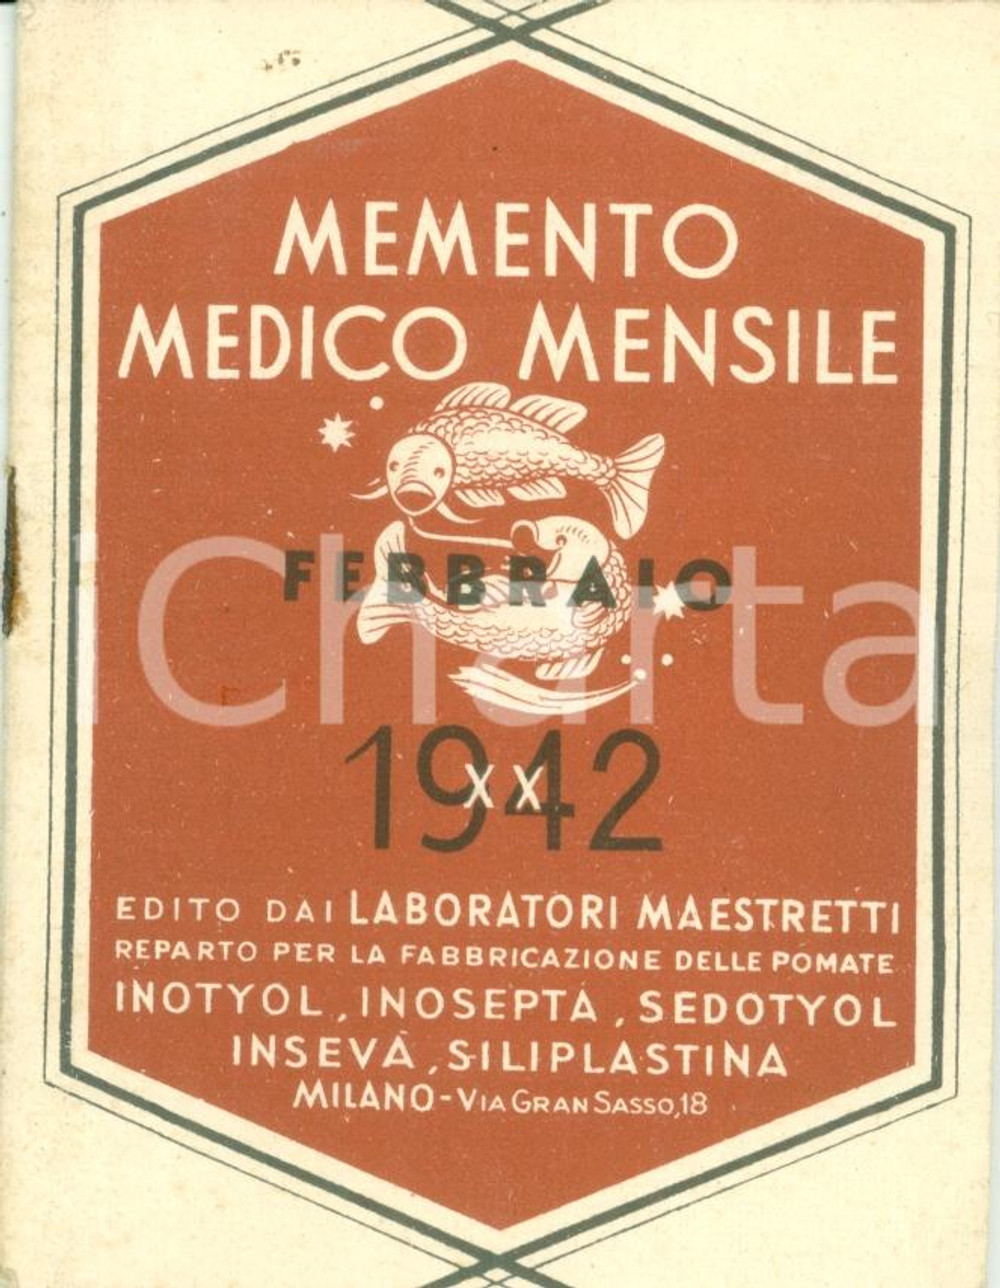 MEMENTO
MEDICO MENSILE
FEBBRAIO
iCharta
1942
XX
EDITO DAI LABORATORI MAESTRETTI
REPARTO PER LA FABBRICAZIONE DELLE POMATE
INOTYOL, INOSEPTA, SEDOTYOL
INSEVA, SILIPLASTINA
MILANO-VIA GRAN SASSO,18